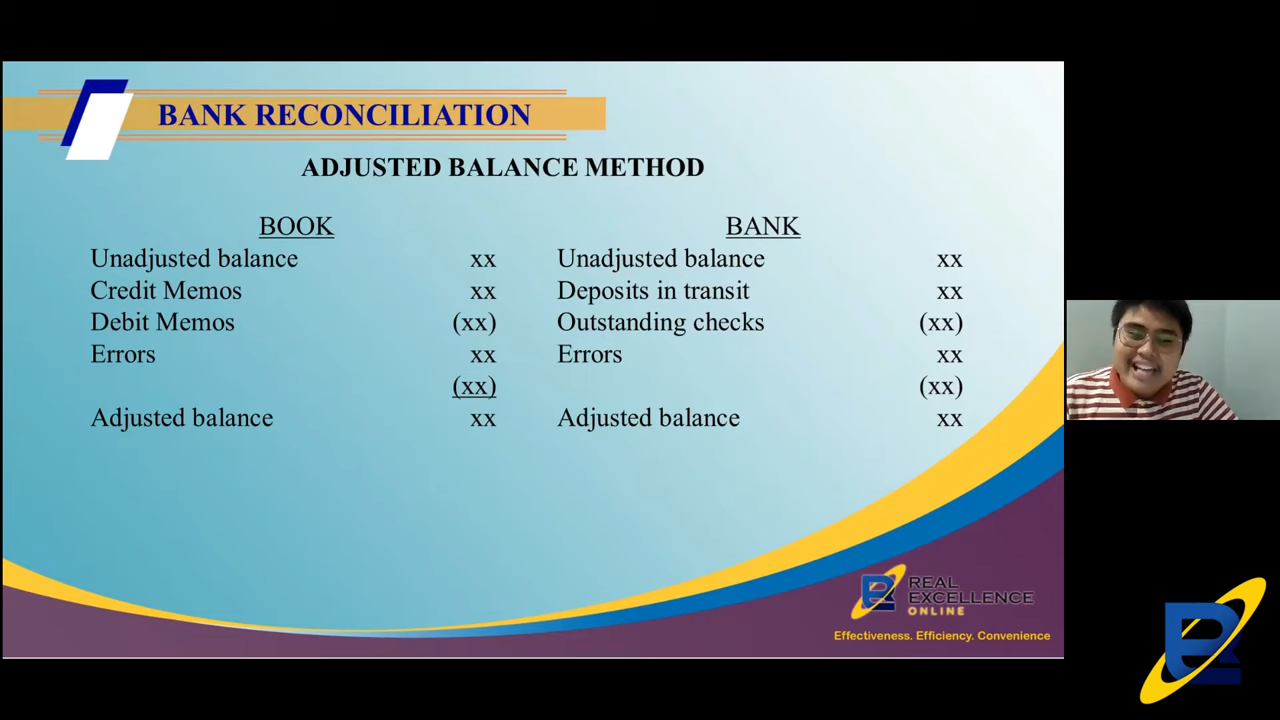 BANK RECONCILIATION
ADJUSTED BALANCE METHOD
BOOK
Unadjusted balance xx
Credit Memos xx
Debit Memos (xx)
Errors xx
(xx)
Adjusted balance xx
BANK
Unadjusted balance xx
Deposits in transit xx
Outstanding checks (xx)
Errors xx
(xx)
Adjusted balance xx
REAL
EXCELLENCE
ONLINE
Effectiveness. Efficiency. Convenience